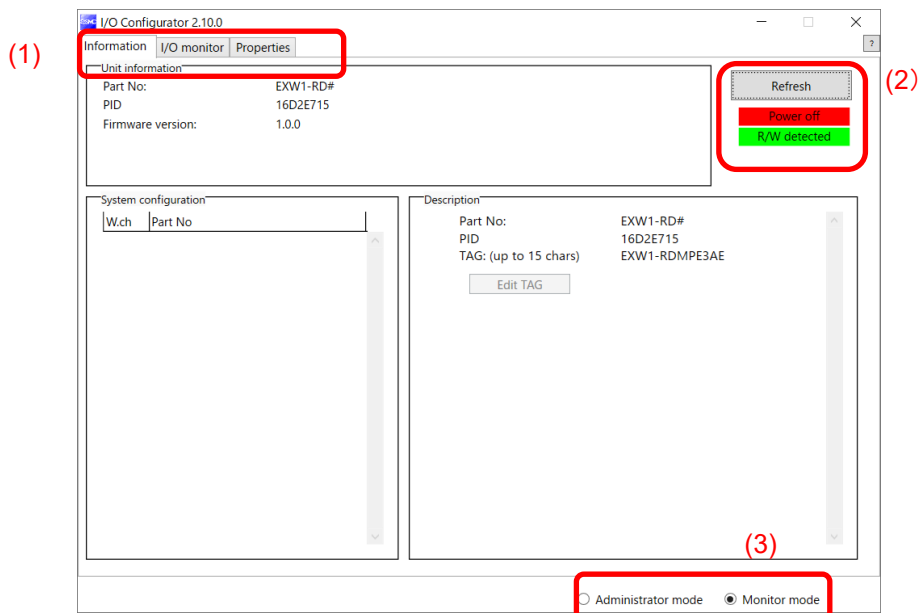 I/O Configurator 2.10.0
(1)
Information I/O monitor Properties
?
Unit information
Part No: EXW1-RD#
PID 16D2E715
Firmware version: 1.0.0
Refresh
(2)
Power off
R/W detected
System configuration
W.ch Part No
Description
Part No: EXW1-RD#
PID 16D2E715
TAG: (up to 15 chars) EXW1-RDMPE3AE
Edit TAG
(3)
Administrator mode Monitor mode